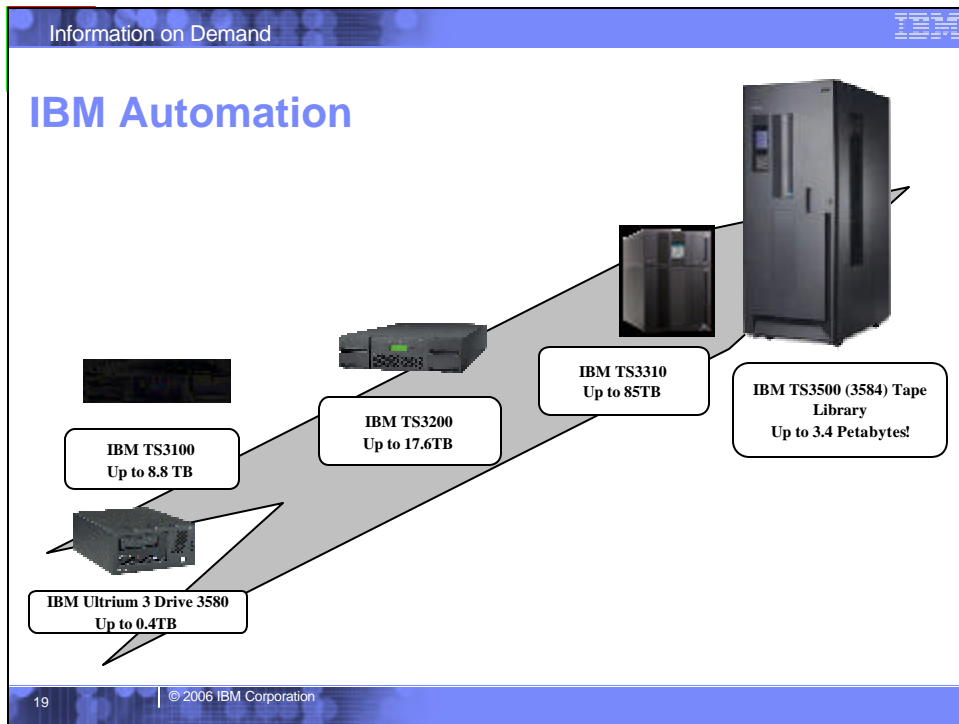 Information on Demand
IBM
IBM Automation
IBM TS3310
Up to 85TB
IBM TS3500 (3584) Tape
Library
Up to 3.4 Petabytes!
IBM TS3200
Up to 17.6TB
IBM TS3100
Up to 8.8 TB
IBM Ultrium 3 Drive 3580
Up to 0.4TB
19
© 2006 IBM Corporation